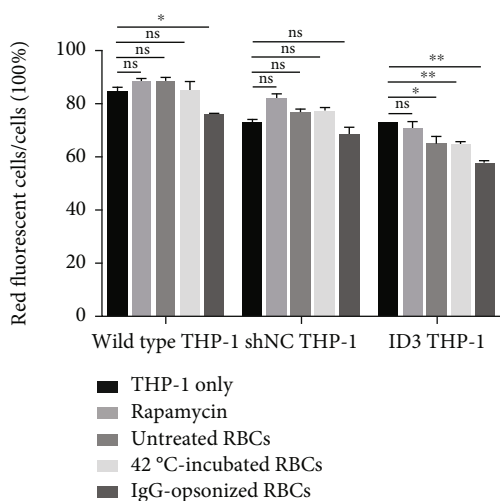 Red fluorescent cells/cells (100%)
100
80
60
40
20
0
*
ns
ns
ns
ns
ns
ns
ns
**
**
*
ns
Wild type THP-1 shNC THP-1 ID3 THP-1
THP-1 only
Rapamycin
Untreated RBCs
42 °C-incubated RBCs
IgG-opsonized RBCs